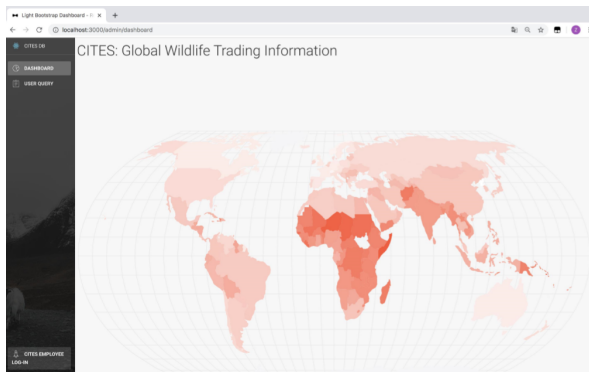 Light Bootstrap Dashboard - R
localhost:3000/admin/dashboard
CITES DB
CITES: Global Wildlife Trading Information
DASHBOARD
USER QUERY
CITES EMPLOYEE
LOG-IN